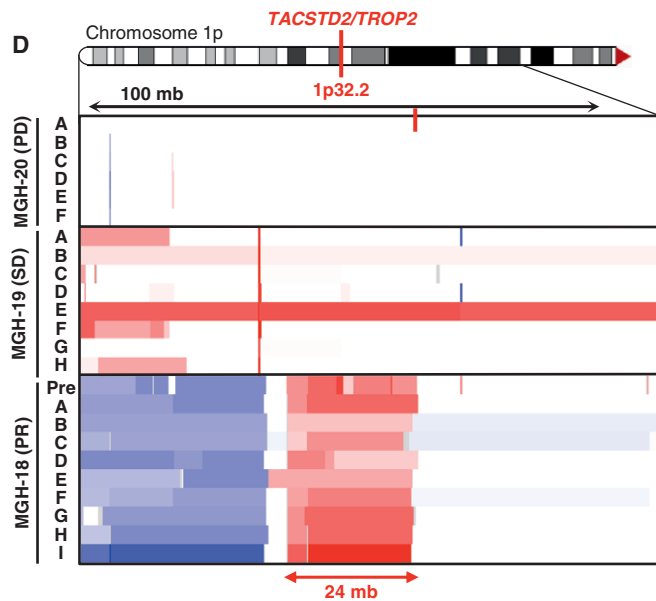 D
TACSTD2/TROP2
Chromosome 1p
1p32.2
100 mb
MGH-20 (PD)
A
B
C
D
E
F
MGH-19 (SD)
A
B
C
D
E
F
G
H
MGH-18 (PR)
Pre
A
B
C
D
E
F
G
H
I
24 mb